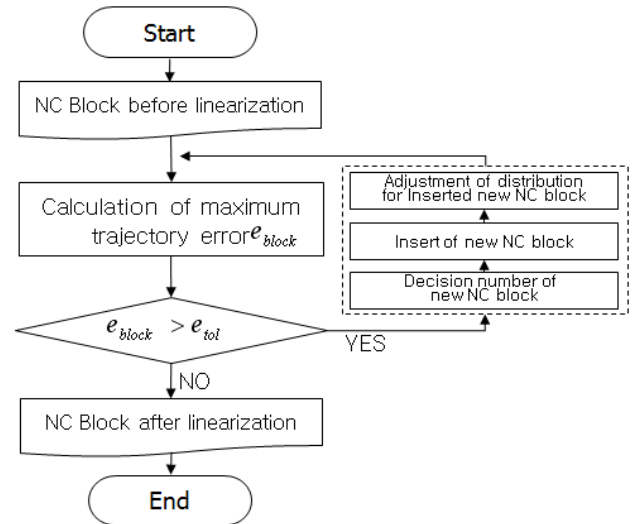 Start
NC Block before linearization
Calculation of maximum
trajectory error e_block
e_block > e_tol
YES
Decision number of
new NC block
Insert of new NC block
Adjustment of distribution
for Inserted new NC block
NO
NC Block after linearization
End